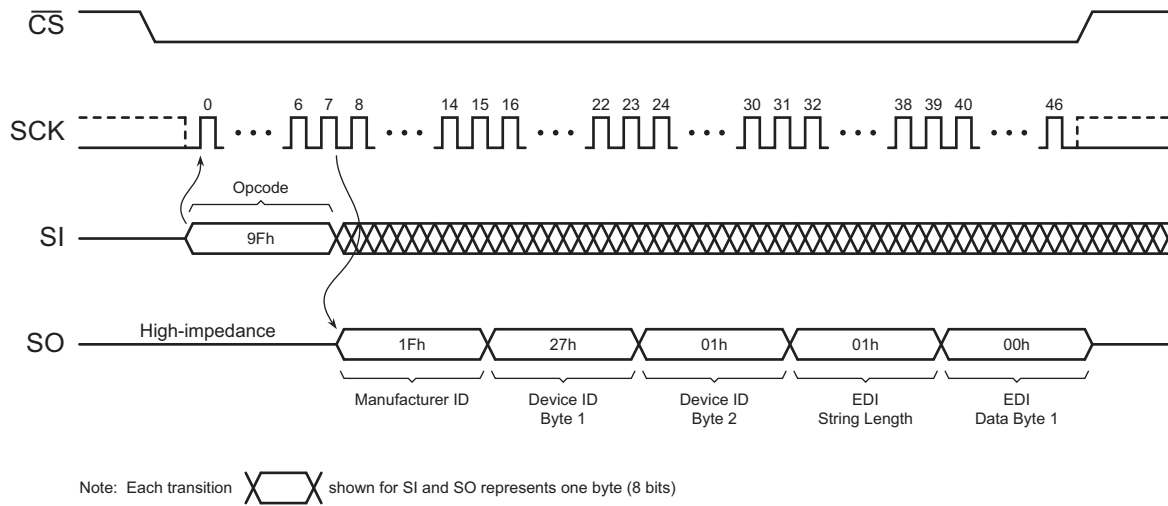 CS
0 6 7 8 14 15 16 22 23 24 30 31 32 38 39 40 46
SCK
Opcode
SI
9Fh
High-impedance
SO
1Fh 27h 01h 01h 00h
Manufacturer ID
Device ID
Byte 1
Device ID
Byte 2
EDI
String Length
EDI
Data Byte 1
Note: Each transition shown for SI and SO represents one byte (8 bits)